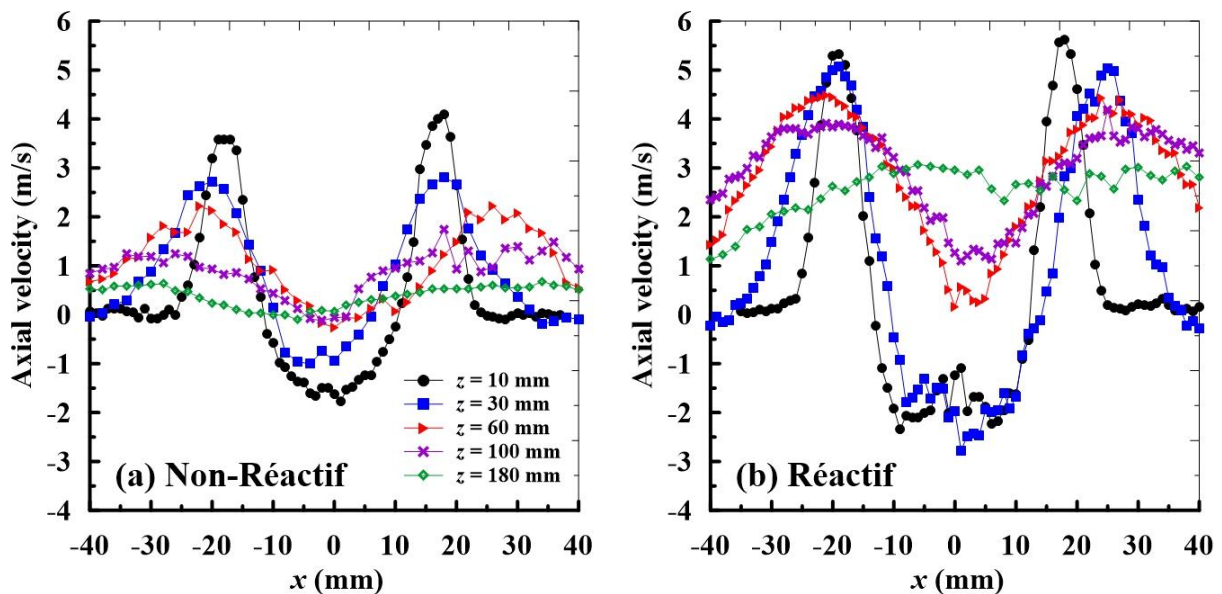 6
5
4
3
2
1
0
-1
-2
-3
-4
Axial velocity (m/s)
z = 10 mm
z = 30 mm
z = 60 mm
z = 100 mm
z = 180 mm
(a) Non-Réactif
-40 -30 -20 -10 0 10 20 30 40
x (mm)
6
5
4
3
2
1
0
-1
-2
-3
-4
Axial velocity (m/s)
(b) Réactif
-40 -30 -20 -10 0 10 20 30 40
x (mm)